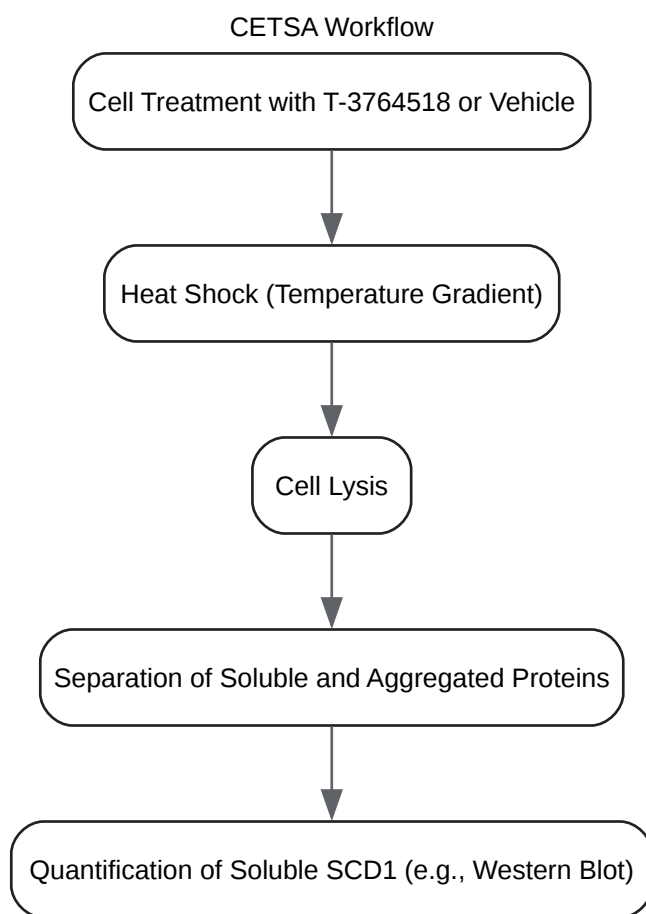 CETSA Workflow
Cell Treatment with T-3764518 or Vehicle
Heat Shock (Temperature Gradient)
Cell Lysis
Separation of Soluble and Aggregated Proteins
Quantification of Soluble SCD1 (e.g., Western Blot)